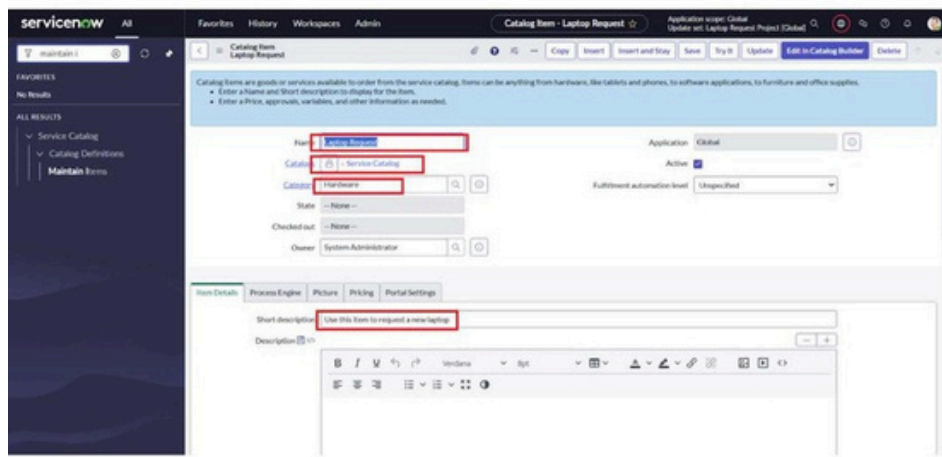 servicenow All Favorites History Workspaces Admin Catalog Item - Laptop Request ☆ Application scope: Global
Update set: Laptop Request Project [Global]
maintain i
Catalog Item
Laptop Request
Copy Insert Insert and Stay Save Try It Update Edit in Catalog Builder Delete
FAVORITES
No Results
ALL RESULTS
Service Catalog
Catalog Definitions
Maintain Items
Catalog Items are goods or services available to order from the service catalog. Items can be anything from hardware, like tablets and phones, to software applications, to furniture and office supplies.
• Enter a Name and Short description to display for the item.
• Enter a Price, approvals, variables, and other information as needed.
Name Laptop Request
Application Global
Catalogs Service Catalog
Active
Category Hardware
Fulfillment automation level Unspecified
State -- None --
Checked out -- None --
Owner System Administrator
Item Details Process Engine Picture Pricing Portal Settings
Short description Use this item to request a new laptop
Description
B I U Verdana 8pt